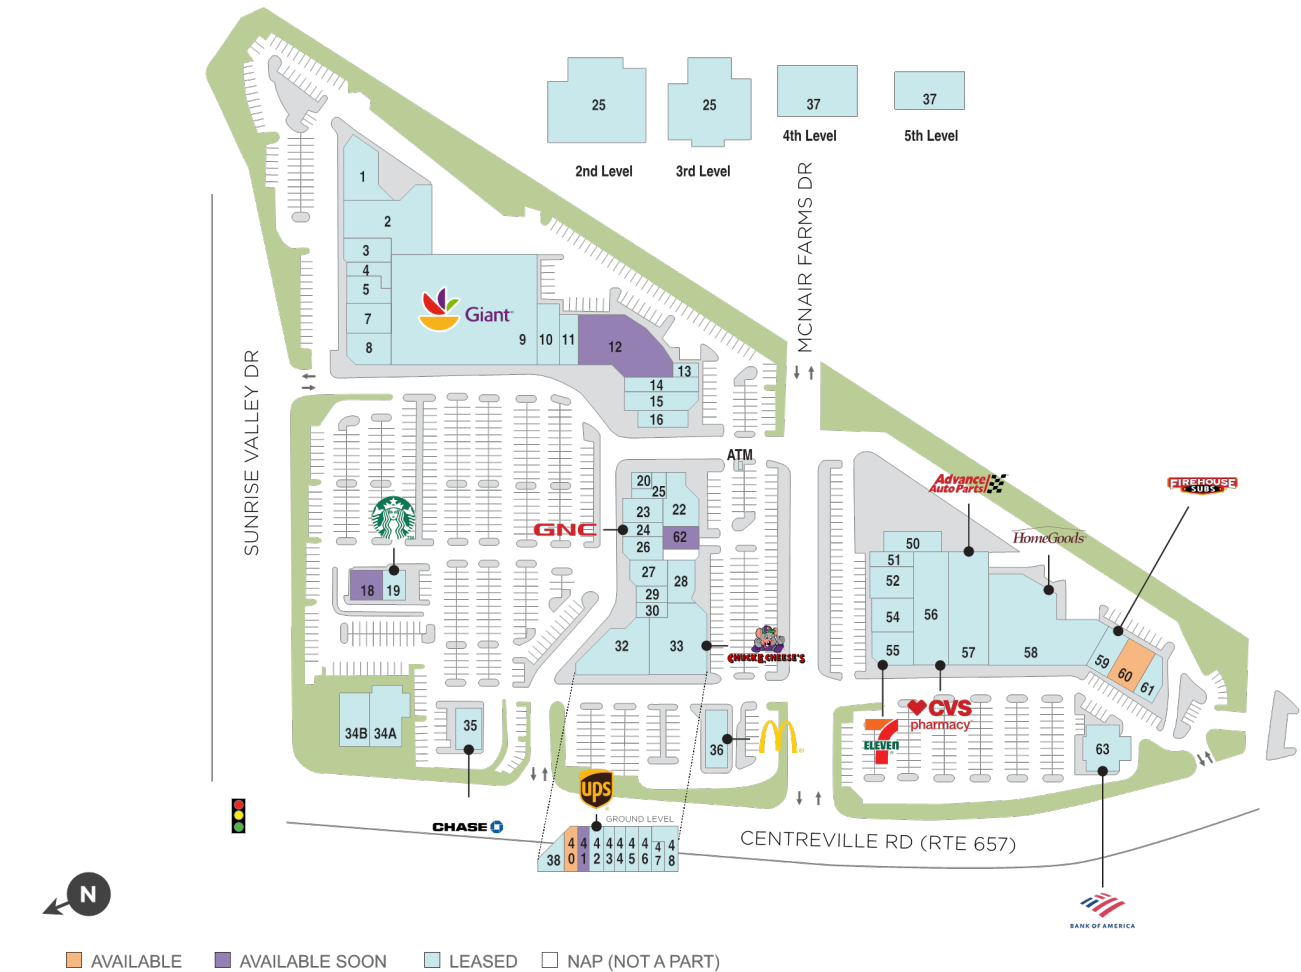 25
25
37
37
4th Level
5th Level
2nd Level
3rd Level
MCNAIR FARMS DR
SUNRISE VALLEY DR
1
2
3
4
5
7
8
Giant
9
10
11
12
13
14
15
16
ATM
20
25
22
23
24
26
62
27
28
29
30
32
33
GNC
18
19
CHUCK E. CHEESE'S
Advance
Auto Parts
HomeGoods
FIREHOUSE
SUBS
50
51
52
54
55
56
57
58
59
60
61
63
34B
34A
35
36
CVS
pharmacy
7
ELEVEN
CHASE
ups
GROUND LEVEL
38
40
41
42
43
44
45
46
47
48
CENTREVILLE RD (RTE 657)
BANK OF AMERICA
N
AVAILABLE
AVAILABLE SOON
LEASED
NAP (NOT A PART)